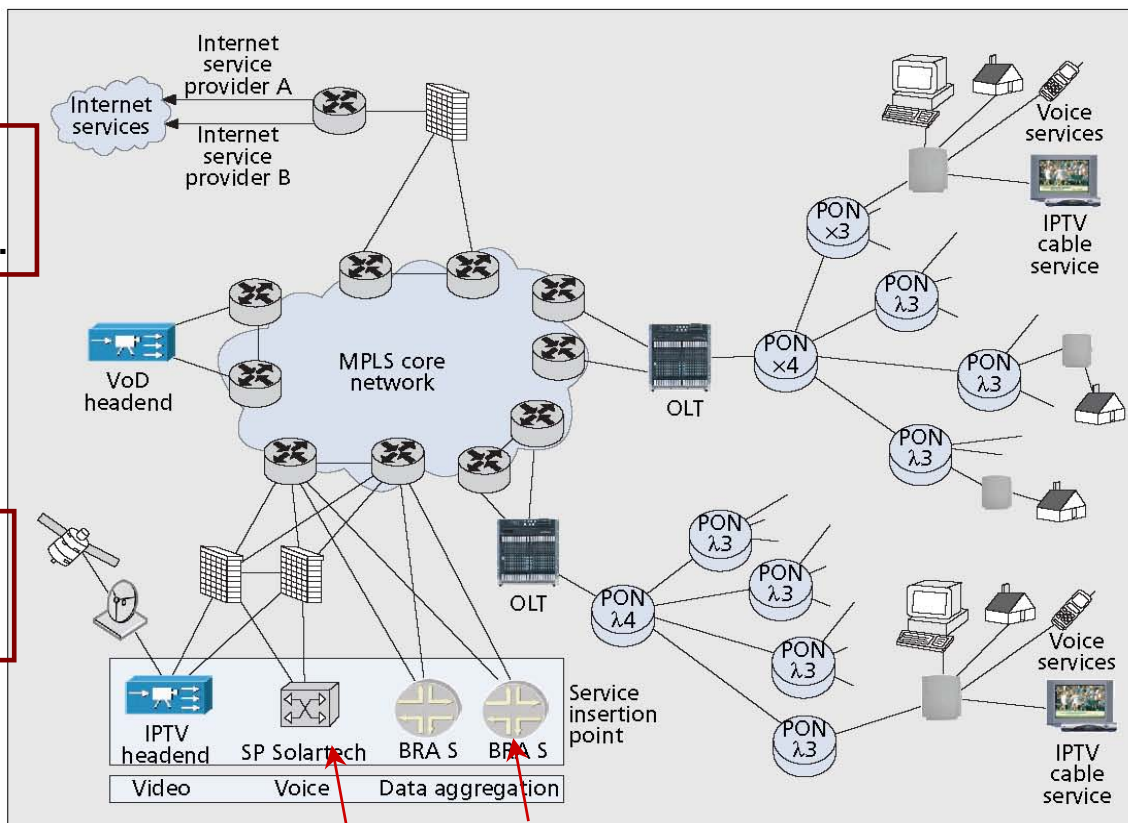 Internet
service
provider A
Internet
services
Internet
service
provider B
.
Voice
services
IPTV
cable
service
PON
×3
PON
λ3
PON
×4
PON
λ3
PON
λ3
MPLS core
network
VoD
headend
OLT
OLT
PON
λ3
PON
λ3
PON
λ4
PON
λ3
PON
λ3
Voice
services
IPTV
cable
service
Service
insertion
point
IPTV
headend
SP Solartech
BRA S
BRA S
Video
Voice
Data aggregation